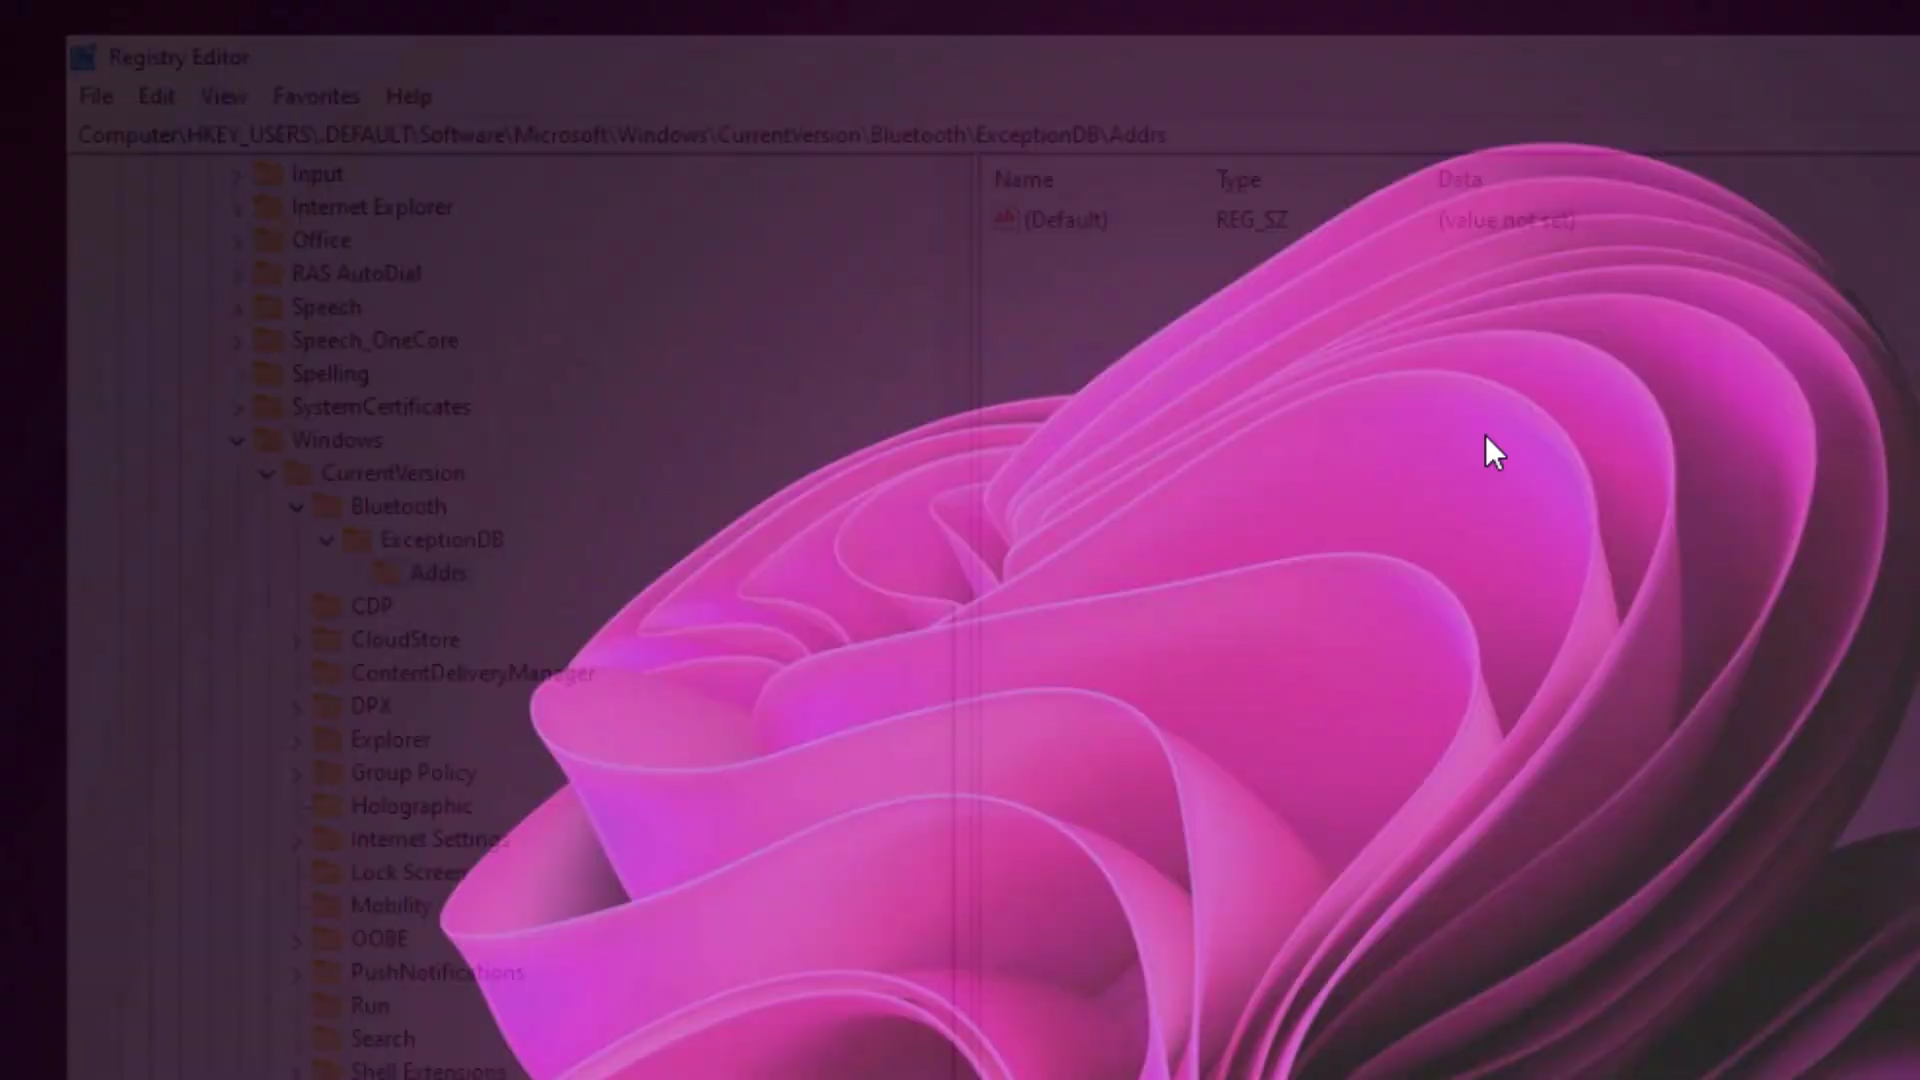 Registry Editor
File Edit View Favorites Help
Computer\HKEY_USERS\.DEFAULT\Software\Microsoft\Windows\CurrentVersion\Bluetooth\ExceptionDB\Addrs
Name Type Data
(Default) REG_SZ (value not set)
Input
Internet Explorer
Office
RAS AutoDial
Speech
Speech_OneCore
Spelling
SystemCertificates
Windows
CurrentVersion
Bluetooth
ExceptionDB
Addrs
CDP
CloudStore
ContentDeliveryManager
DPX
Explorer
Group Policy
Holographic
Internet Settings
Lock Screen
Mobility
OOBE
PushNotifications
Run
Search
Shell Extensions